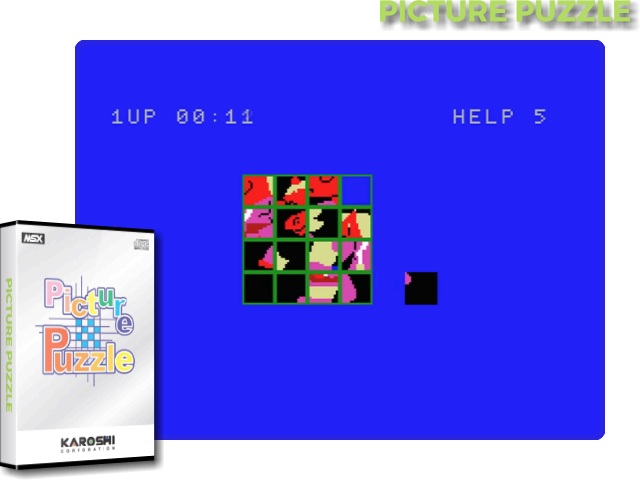 PICTURE PUZZLE
1UP 00:11
HELP 5
MSX
PICTURE PUZZLE
Picture
Puzzle
KAROSHI
CORPORATION